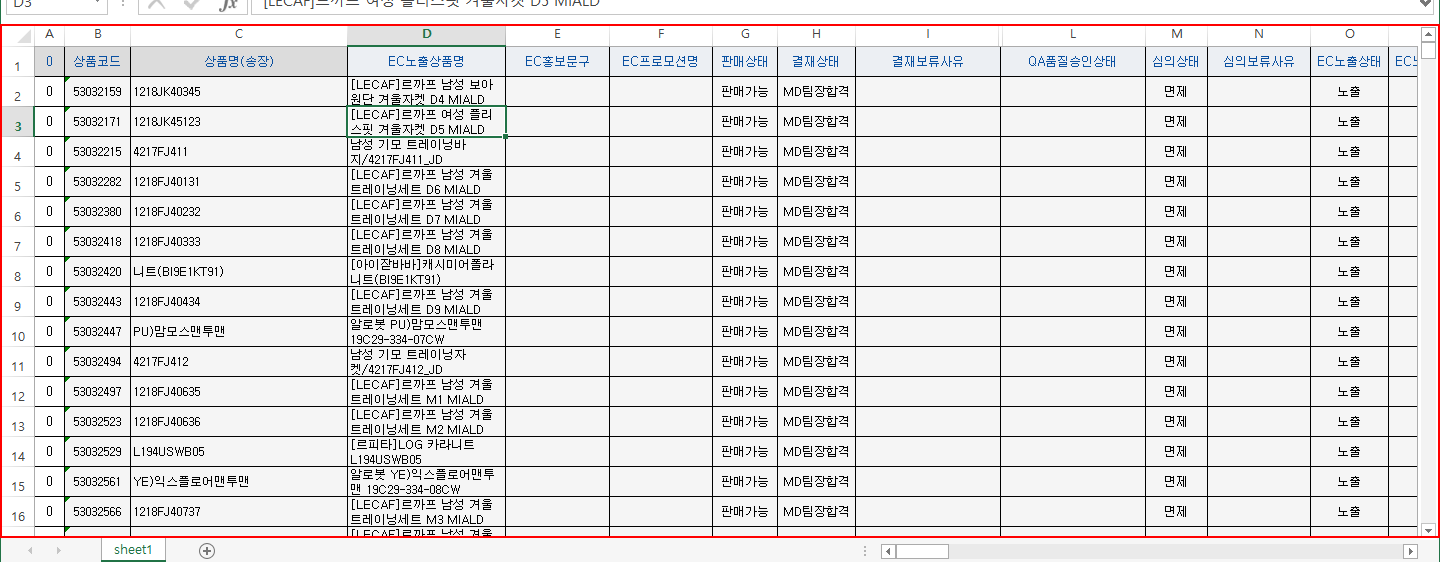 D3 fx [LECAF]르까프 여성 플리스핏 겨울자켓 D5 MIALD
A B C D E F G H I L M N O
1 0 상품코드 상품명(송장) EC노출상품명 EC홍보문구 EC프로모션명 판매상태 결재상태 결재보류사유 QA품질승인상태 심의상태 심의보류사유 EC노출상태
2 0 53032159 1218JK40345 [LECAF]르까프 남성 보아
원단 겨울자켓 D4 MIALD 판매가능 MD팀장합격 면제 노출
3 0 53032171 1218JK45123 [LECAF]르까프 여성 플리
스핏 겨울자켓 D5 MIALD 판매가능 MD팀장합격 면제 노출
4 0 53032215 4217FJ411 남성 기모 트레이닝바
지/4217FJ411_JD 판매가능 MD팀장합격 면제 노출
5 0 53032282 1218FJ40131 [LECAF]르까프 남성 겨울
트레이닝세트 D6 MIALD 판매가능 MD팀장합격 면제 노출
6 0 53032380 1218FJ40232 [LECAF]르까프 남성 겨울
트레이닝세트 D7 MIALD 판매가능 MD팀장합격 면제 노출
7 0 53032418 1218FJ40333 [LECAF]르까프 남성 겨울
트레이닝세트 D8 MIALD 판매가능 MD팀장합격 면제 노출
8 0 53032420 니트(BI9E1KT91) [아이잗바바]캐시미어폴라
니트(BI9E1KT91) 판매가능 MD팀장합격 면제 노출
9 0 53032443 1218FJ40434 [LECAF]르까프 남성 겨울
트레이닝세트 D9 MIALD 판매가능 MD팀장합격 면제 노출
10 0 53032447 PU)맘모스맨투맨 알로봇 PU)맘모스맨투맨
19C29-334-07CW 판매가능 MD팀장합격 면제 노출
11 0 53032494 4217FJ412 남성 기모 트레이닝자
켓/4217FJ412_JD 판매가능 MD팀장합격 면제 노출
12 0 53032497 1218FJ40635 [LECAF]르까프 남성 겨울
트레이닝세트 M1 MIALD 판매가능 MD팀장합격 면제 노출
13 0 53032523 1218FJ40636 [LECAF]르까프 남성 겨울
트레이닝세트 M2 MIALD 판매가능 MD팀장합격 면제 노출
14 0 53032529 L194USWB05 [르피타]LOG 카라니트
L194USWB05 판매가능 MD팀장합격 면제 노출
15 0 53032561 YE)익스플로어맨투맨 알로봇 YE)익스플로어맨투
맨 19C29-334-08CW 판매가능 MD팀장합격 면제 노출
16 0 53032566 1218FJ40737 [LECAF]르까프 남성 겨울
트레이닝세트 M3 MIALD 판매가능 MD팀장합격 면제 노출
[LECAF]르까프 남성 겨울
sheet1